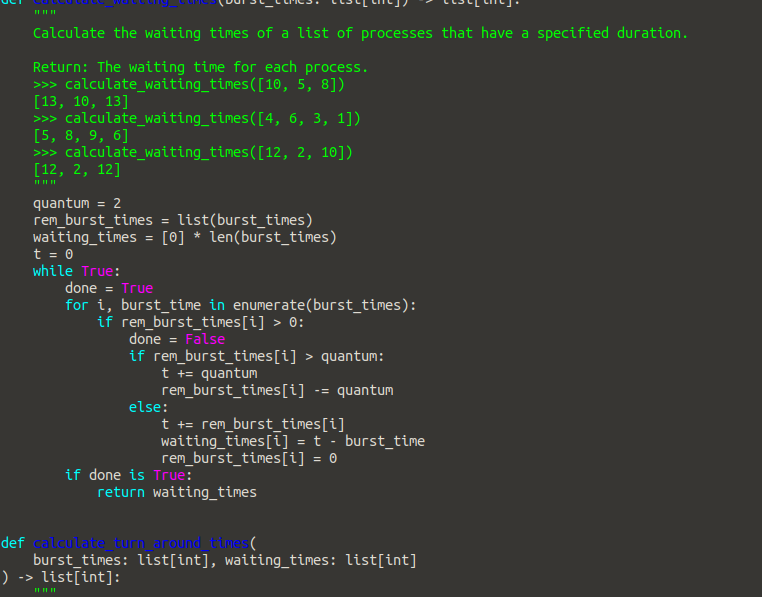 def calculate_waiting_times(burst_times: list[int]) -> list[int]:
    """
    Calculate the waiting times of a list of processes that have a specified duration.

    Return: The waiting time for each process.
    >>> calculate_waiting_times([10, 5, 8])
    [13, 10, 13]
    >>> calculate_waiting_times([4, 6, 3, 1])
    [5, 8, 9, 6]
    >>> calculate_waiting_times([12, 2, 10])
    [12, 2, 12]
    """
    quantum = 2
    rem_burst_times = list(burst_times)
    waiting_times = [0] * len(burst_times)
    t = 0
    while True:
        done = True
        for i, burst_time in enumerate(burst_times):
            if rem_burst_times[i] > 0:
                done = False
                if rem_burst_times[i] > quantum:
                    t += quantum
                    rem_burst_times[i] -= quantum
                else:
                    t += rem_burst_times[i]
                    waiting_times[i] = t - burst_time
                    rem_burst_times[i] = 0
        if done is True:
            return waiting_times


def calculate_turn_around_times(
    burst_times: list[int], waiting_times: list[int]
) -> list[int]:
    """